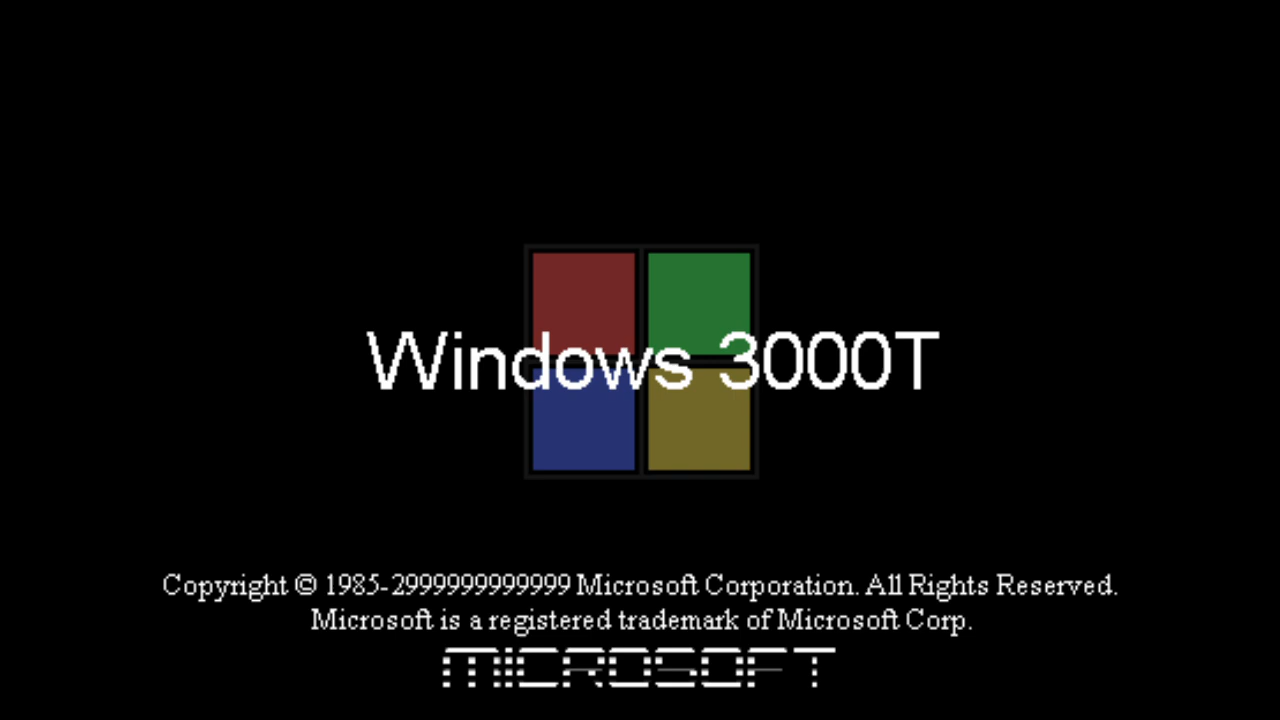 Windows 3000T
Copyright © 1985-2999999999999 Microsoft Corporation. All Rights Reserved.
Microsoft is a registered trademark of Microsoft Corp.
MICROSOFT